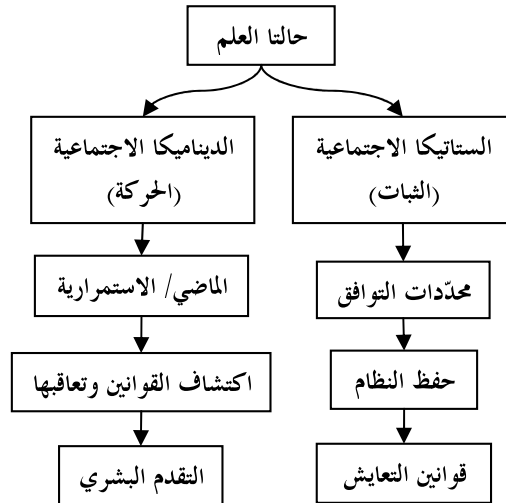 حالتا العلم
الستاتيكا الاجتماعية
(الثبات)
محدّدات التوافق
حفظ النظام
قوانين التعايش
الديناميكا الاجتماعية
(الحركة)
الماضي/ الاستمرارية
اكتشاف القوانين وتعاقبها
التقدم البشري